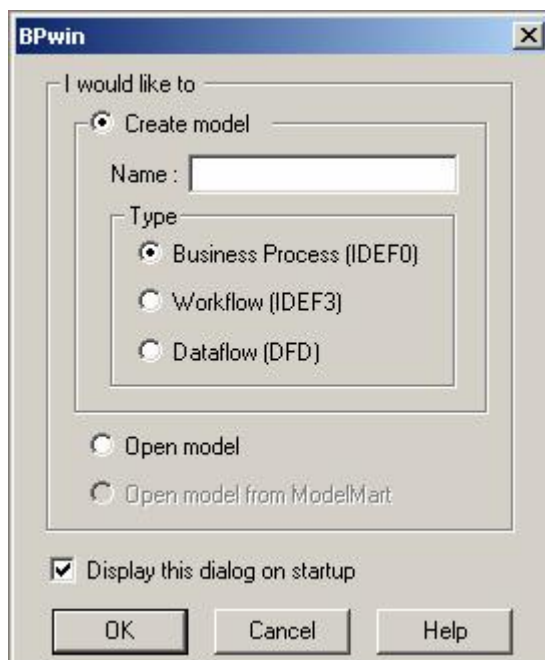 BPwin
I would like to
Create model
Name :
Type
Business Process (IDEF0)
Workflow (IDEF3)
Dataflow (DFD)
Open model
Open model from ModelMart
Display this dialog on startup
OK Cancel Help